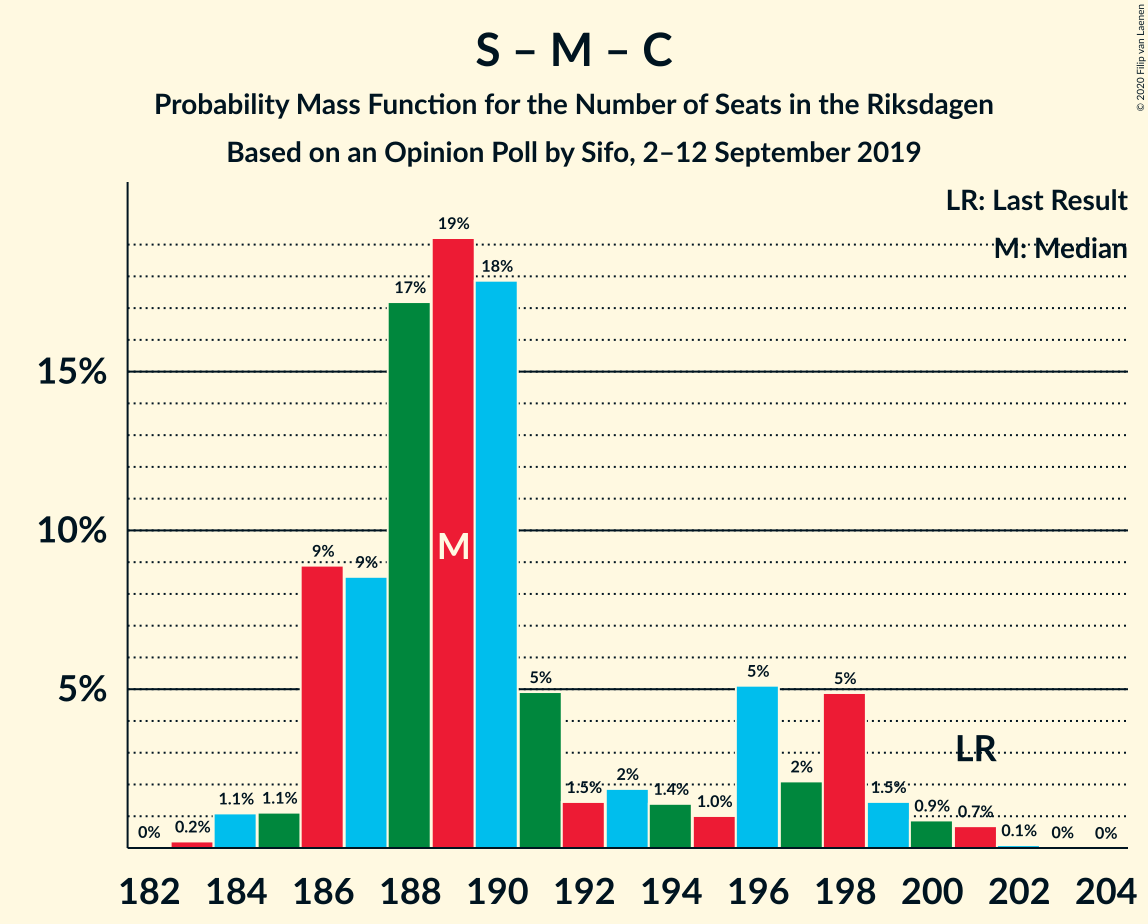 S – M – C
Probability Mass Function for the Number of Seats in the Riksdagen
Based on an Opinion Poll by Sifo, 2–12 September 2019
© 2020 Filip van Laenen
LR: Last Result
M: Median
15%
10%
5%
0%
0.2%
1.1%
1.1%
9%
9%
17%
19%
18%
5%
1.5%
2%
1.4%
1.0%
5%
2%
5%
1.5%
0.9%
0.7%
0.1%
0%
0%
M
LR
182 184 186 188 190 192 194 196 198 200 202 204